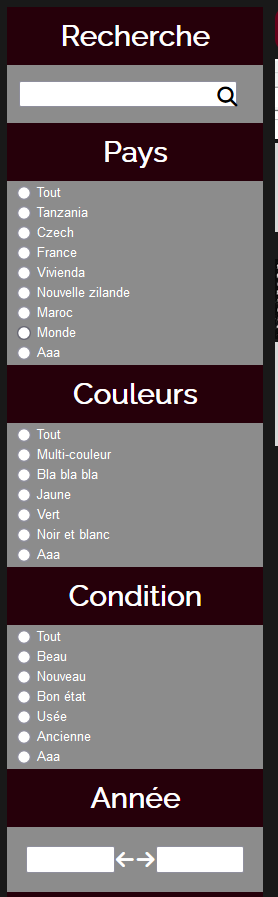 Recherche
Pays
Tout
Tanzania
Czech
France
Vivienda
Nouvelle zilande
Maroc
Monde
Aaa
Couleurs
Tout
Multi-couleur
Bla bla bla
Jaune
Vert
Noir et blanc
Aaa
Condition
Tout
Beau
Nouveau
Bon état
Usée
Ancienne
Aaa
Année